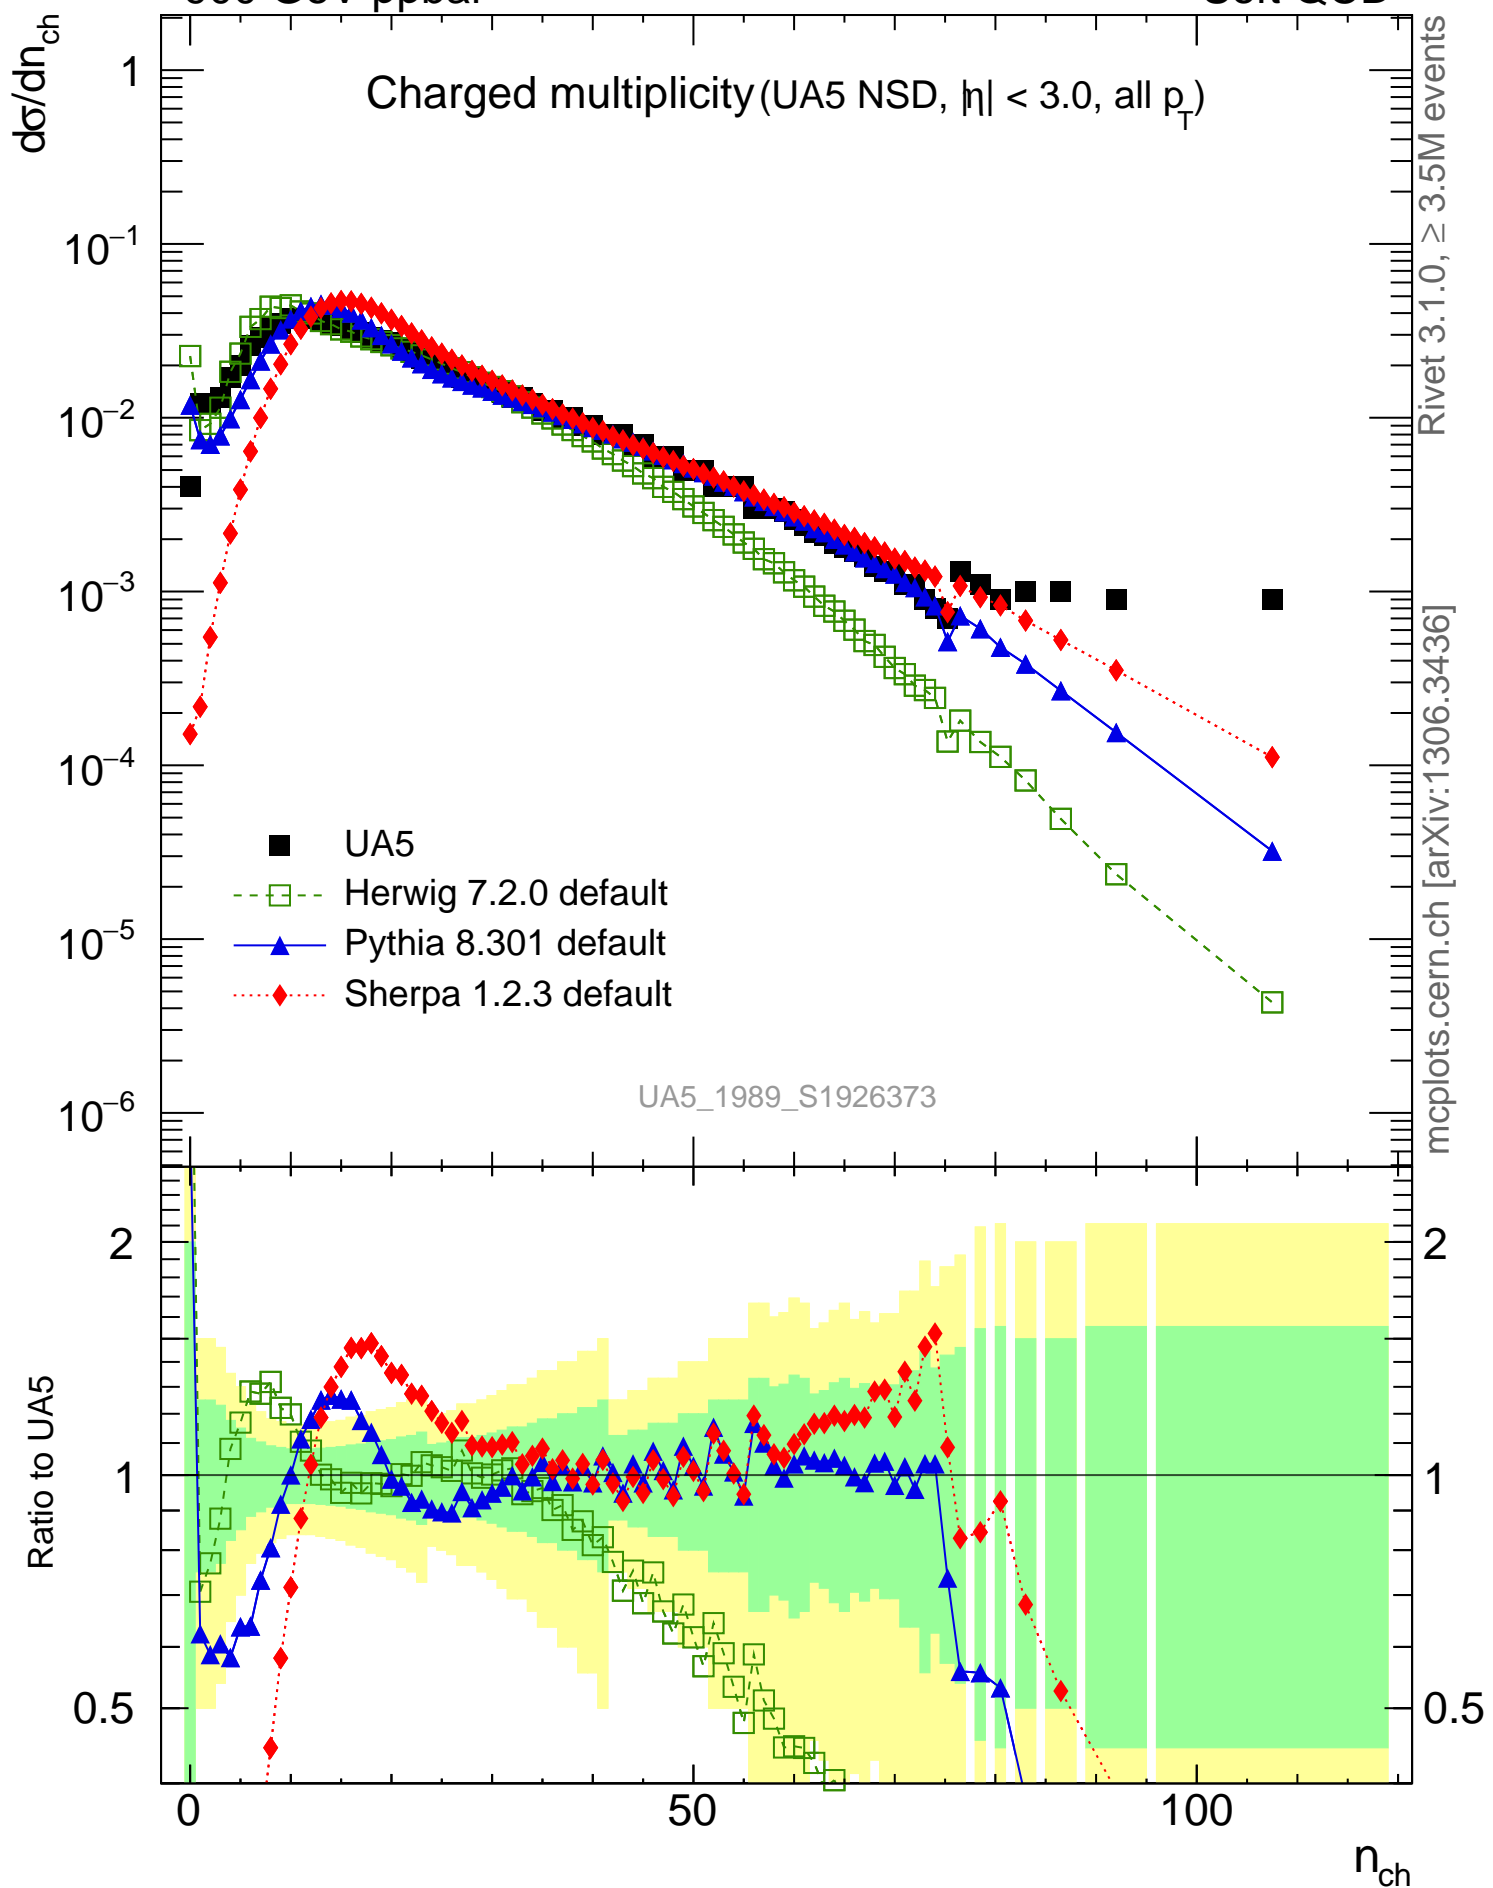 dσ/dn_ch
Charged multiplicity (UA5 NSD, |η| < 3.0, all p_T)
1
10^−1
10^−2
10^−3
10^−4
10^−5
10^−6
UA5
Herwig 7.2.0 default
Pythia 8.301 default
Sherpa 1.2.3 default
UA5_1989_S1926373
Rivet 3.1.0, ≥ 3.5M events
mcplots.cern.ch [arXiv:1306.3436]
Ratio to UA5
2
1
0.5
2
1
0.5
0
50
100
n_ch